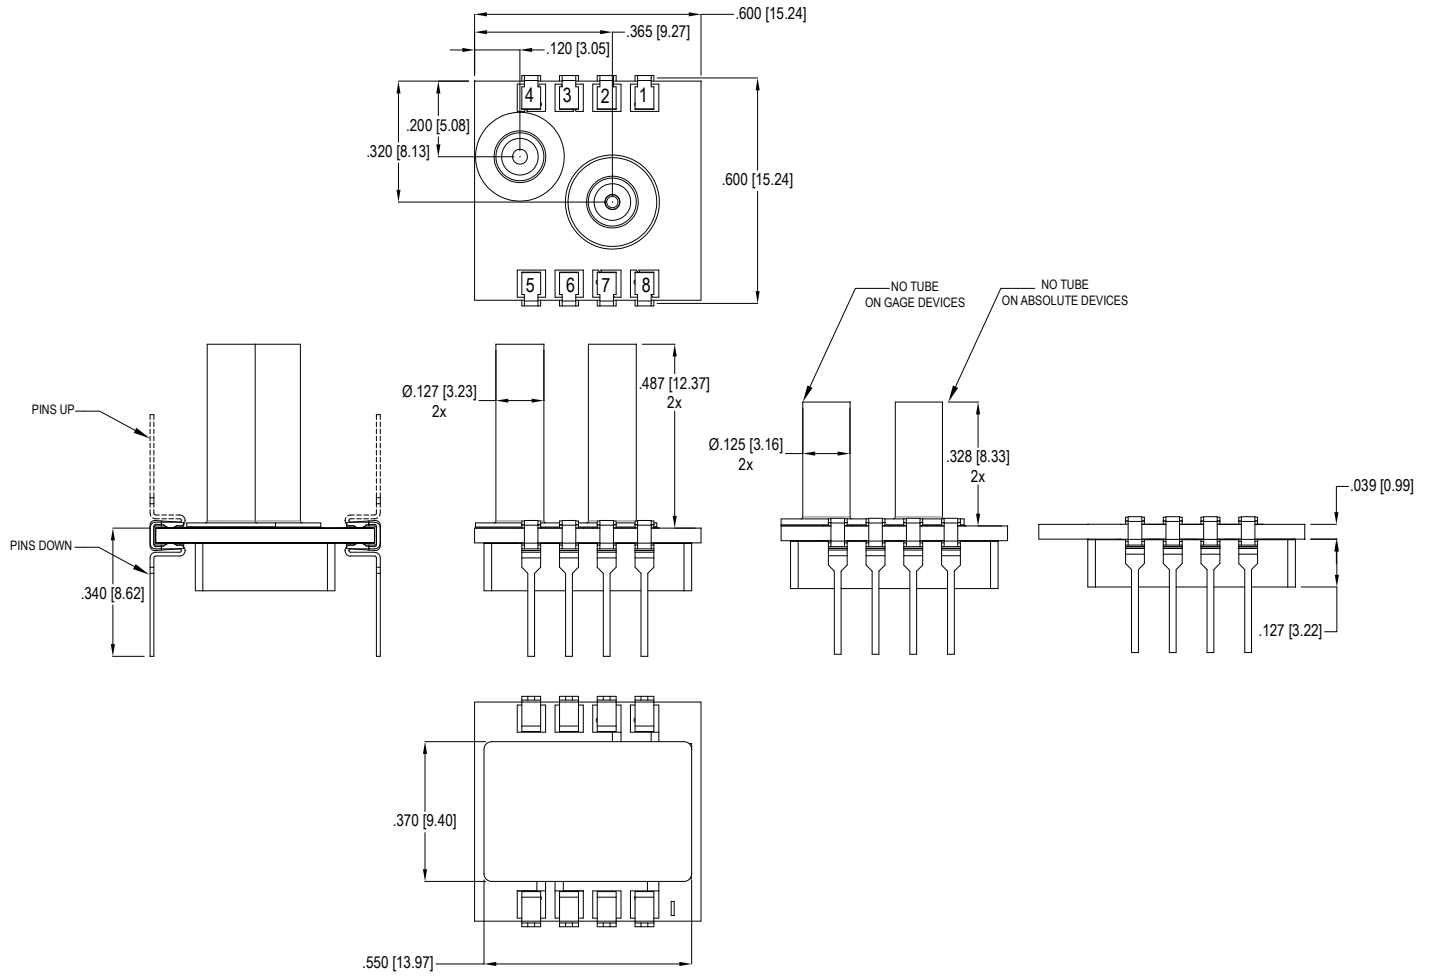 .600 [15.24]
.365 [9.27]
.120 [3.05]
4 3 2 1
.200 [5.08]
.320 [8.13]
.600 [15.24]
5 6 7 8
NO TUBE
ON GAGE DEVICES
NO TUBE
ON ABSOLUTE DEVICES
PINS UP
PINS DOWN
.340 [8.62]
Ø.127 [3.23]
2x
.487 [12.37]
2x
Ø.125 [3.16]
2x
.328 [8.33]
2x
.039 [0.99]
.127 [3.22]
.370 [9.40]
.550 [13.97]